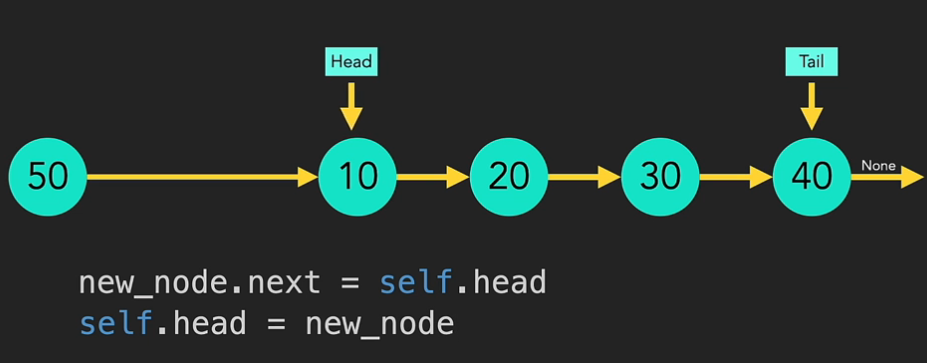 Head
Tail
50
10
20
30
40
None
new_node.next = self.head
self.head = new_node